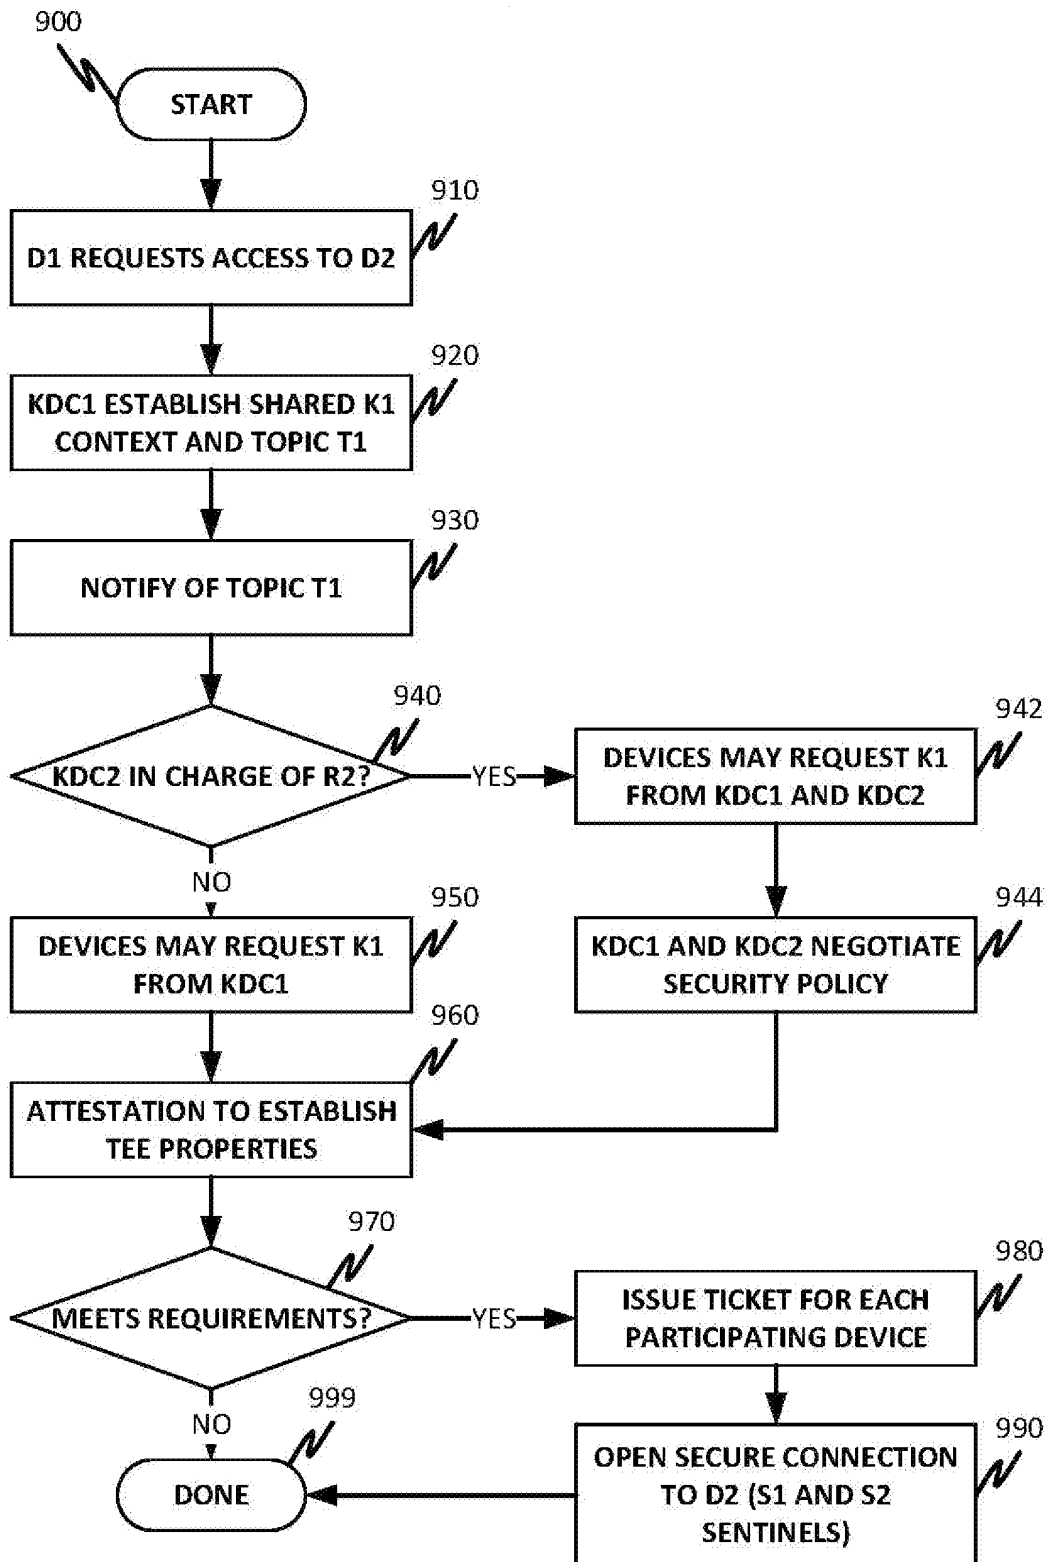 900
START
910
D1 REQUESTS ACCESS TO D2
920
KDC1 ESTABLISH SHARED K1
CONTEXT AND TOPIC T1
930
NOTIFY OF TOPIC T1
940
KDC2 IN CHARGE OF R2?
YES
942
DEVICES MAY REQUEST K1
FROM KDC1 AND KDC2
NO
950
DEVICES MAY REQUEST K1
FROM KDC1
944
KDC1 AND KDC2 NEGOTIATE
SECURITY POLICY
960
ATTESTATION TO ESTABLISH
TEE PROPERTIES
970
MEETS REQUIREMENTS?
YES
980
ISSUE TICKET FOR EACH
PARTICIPATING DEVICE
NO
999
DONE
990
OPEN SECURE CONNECTION
TO D2 (S1 AND S2
SENTINELS)